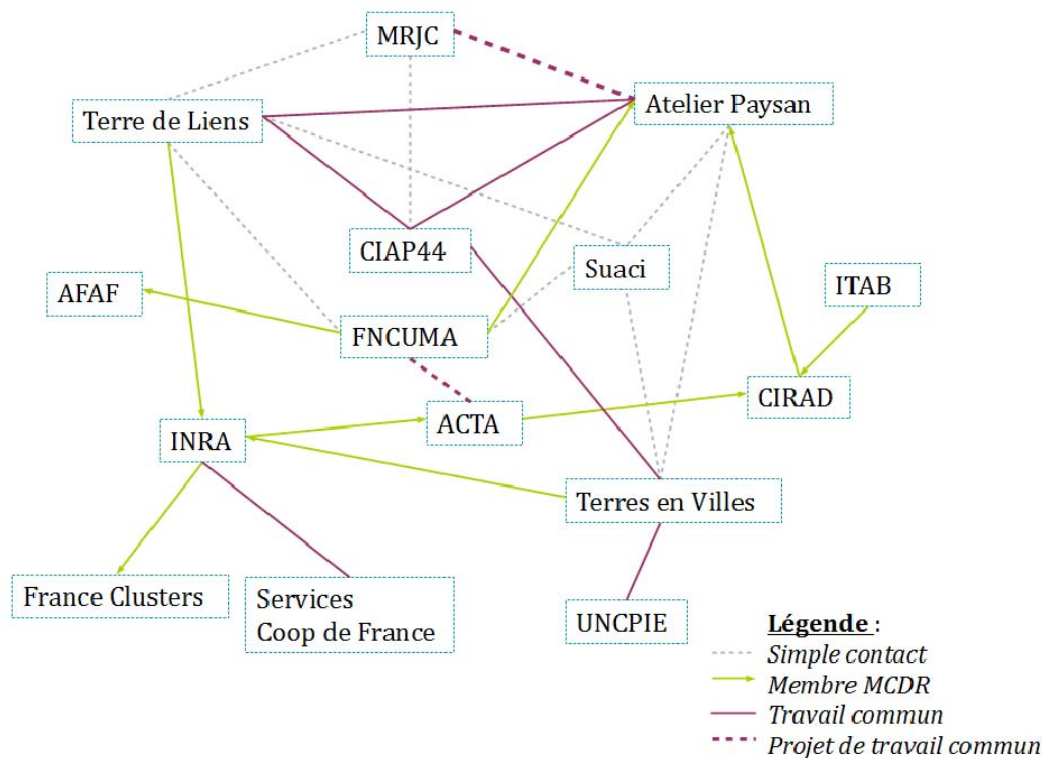 MRJC
Terre de Liens
Atelier Paysan
CIAP44
Suaci
AFAF
ITAB
FNCUMA
CIRAD
ACTA
INRA
Terres en Villes
France Clusters
Services
Coop de France
UNCPIE
Légende :
Simple contact
Membre MCDR
Travail commun
Projet de travail commun